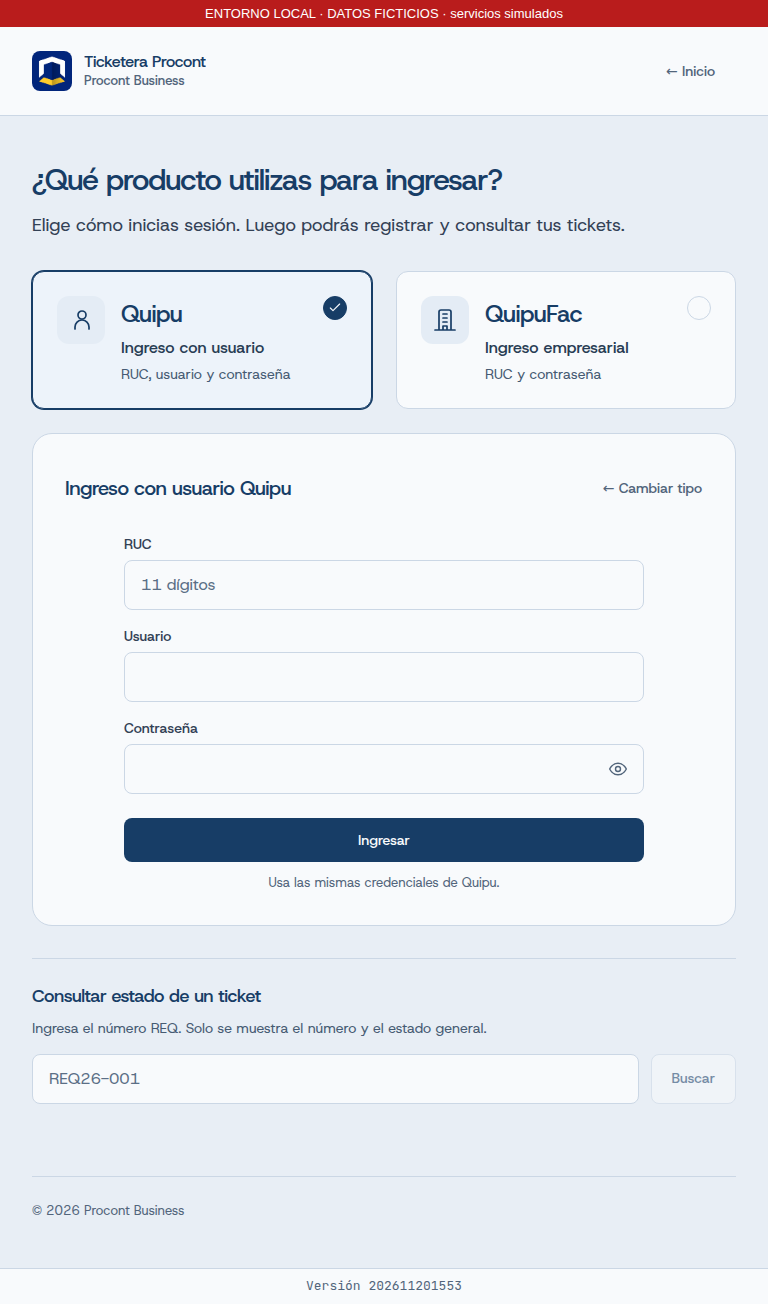 ENTORNO LOCAL · DATOS FICTICIOS · servicios simulados
Ticketera Procont
Procont Business
← Inicio
¿Qué producto utilizas para ingresar?
Elige cómo inicias sesión. Luego podrás registrar y consultar tus tickets.
Quipu
Ingreso con usuario
RUC, usuario y contraseña
QuipuFac
Ingreso empresarial
RUC y contraseña
Ingreso con usuario Quipu
← Cambiar tipo
RUC
11 dígitos
Usuario
Contraseña
Ingresar
Usa las mismas credenciales de Quipu.
Consultar estado de un ticket
Ingresa el número REQ. Solo se muestra el número y el estado general.
REQ26-001
Buscar
© 2026 Procont Business
Versión 202611201553